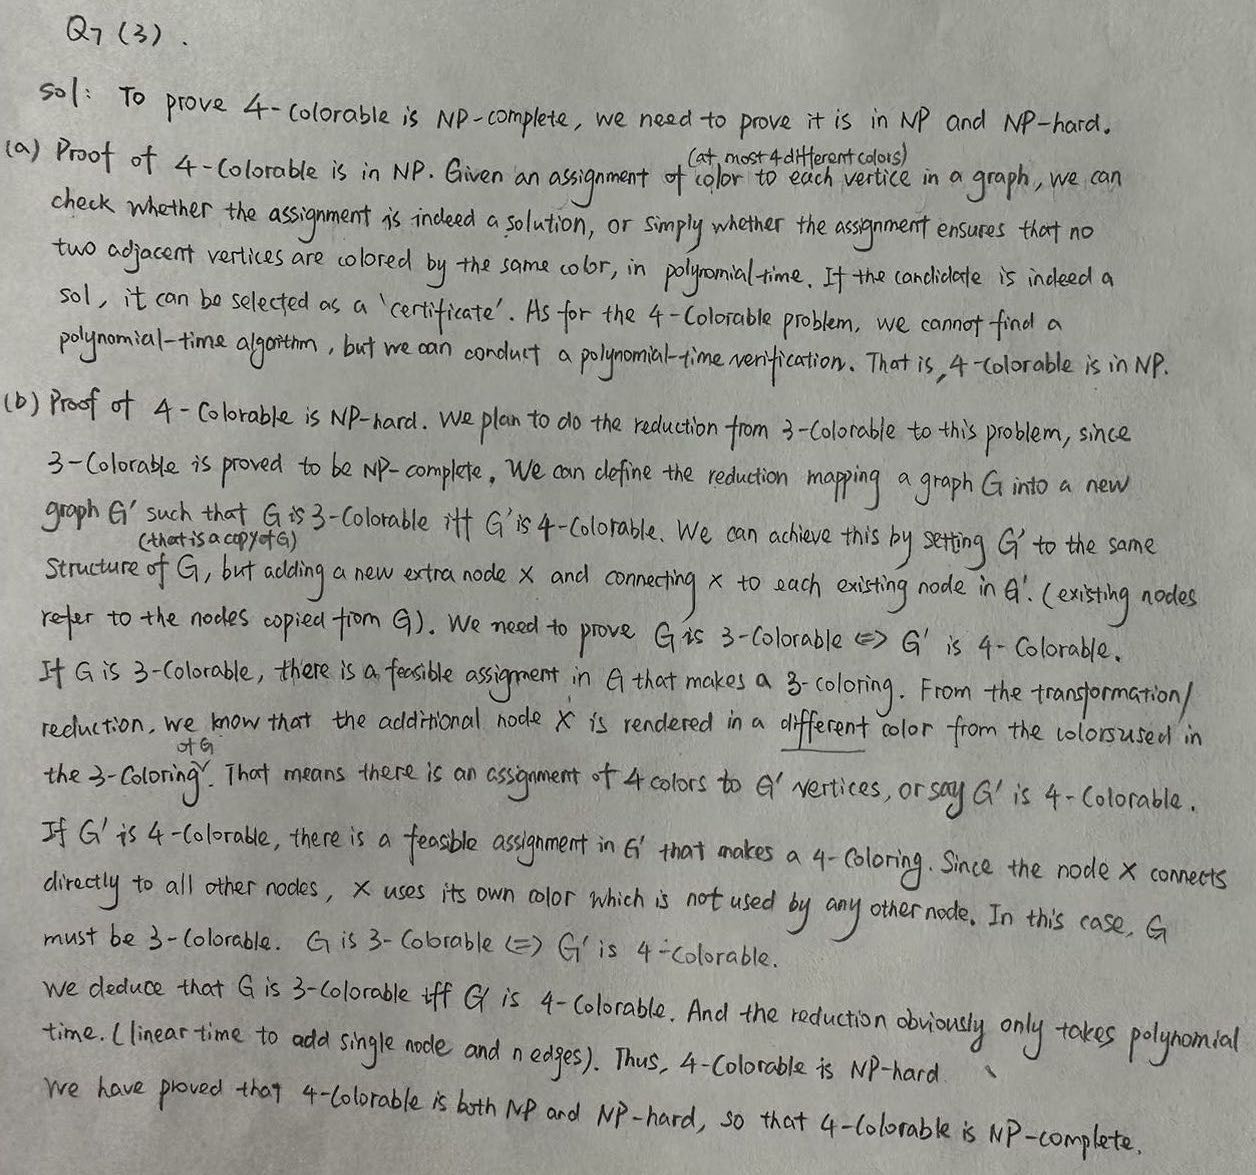 Q7 (3).
Sol: To prove 4-Colorable is NP-complete, we need to prove it is in NP and NP-hard.
(a) Proof of 4-Colorable is in NP. Given an assignment of color to each vertice in a graph, we can
(at most 4 different colors)
check whether the assignment is indeed a solution, or simply whether the assignment ensures that no
two adjacent vertices are colored by the same color, in polynomial time. If the candidate is indeed a
sol, it can be selected as a 'certificate'. As for the 4-Colorable problem, we cannot find a
polynomial-time algorithm, but we can conduct a polynomial-time verification. That is, 4-Colorable is in NP.
(b) Proof of 4-Colorable is NP-hard. We plan to do the reduction from 3-Colorable to this problem, since
3-Colorable is proved to be NP-complete. We can define the reduction mapping a graph G into a new
graph G' such that G is 3-Colorable iff G' is 4-Colorable. We can achieve this by setting G' to the same
(that is a copy of G)
structure of G, but adding a new extra node x and connecting x to each existing node in G'. (existing nodes
refer to the nodes copied from G). We need to prove G is 3-Colorable <=> G' is 4-Colorable.
If G is 3-Colorable, there is a feasible assigment in G that makes a 3-coloring. From the transformation/
reduction, we know that the additional node X is rendered in a different color from the colors used in
the 3-Coloring of G. That means there is an assignment of 4 colors to G' vertices, or say G' is 4-Colorable.
If G' is 4-Colorable, there is a feasible assignment in G' that makes a 4-Coloring. Since the node X connects
directly to all other nodes, X uses its own color which is not used by any other node. In this case, G
must be 3-Colorable. G is 3-Colorable <=> G' is 4-Colorable.
We deduce that G is 3-Colorable iff G' is 4-Colorable. And the reduction obviously only takes polynomial
time. (linear time to add single node and n edges). Thus, 4-Colorable is NP-hard
We have proved that 4-Colorable is both NP and NP-hard, so that 4-Colorable is NP-complete.